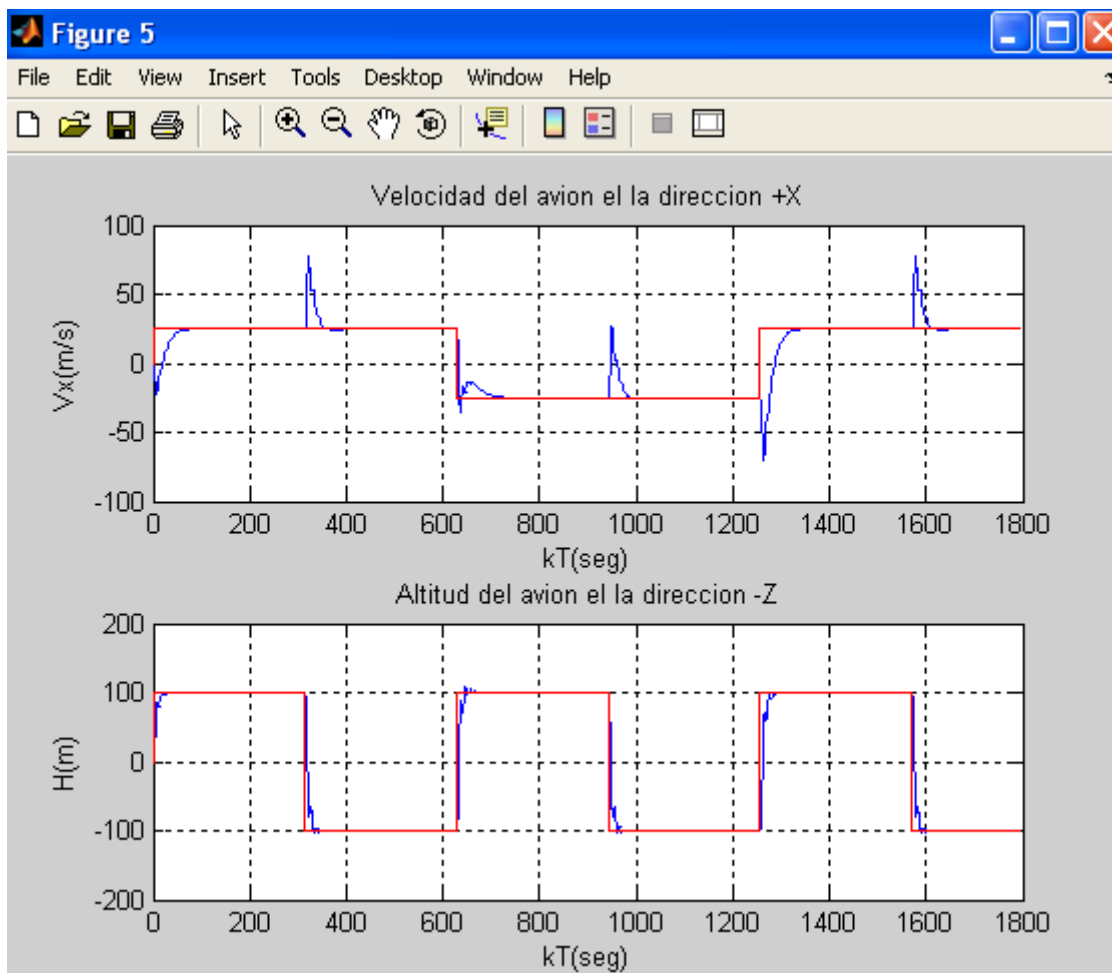 Figure 5
File Edit View Insert Tools Desktop Window Help
Velocidad del avion el la direccion +X
100
50
0
-50
-100
Vx(m/s)
0 200 400 600 800 1000 1200 1400 1600 1800
kT(seg)
Altitud del avion el la direccion -Z
200
100
0
-100
-200
H(m)
0 200 400 600 800 1000 1200 1400 1600 1800
kT(seg)